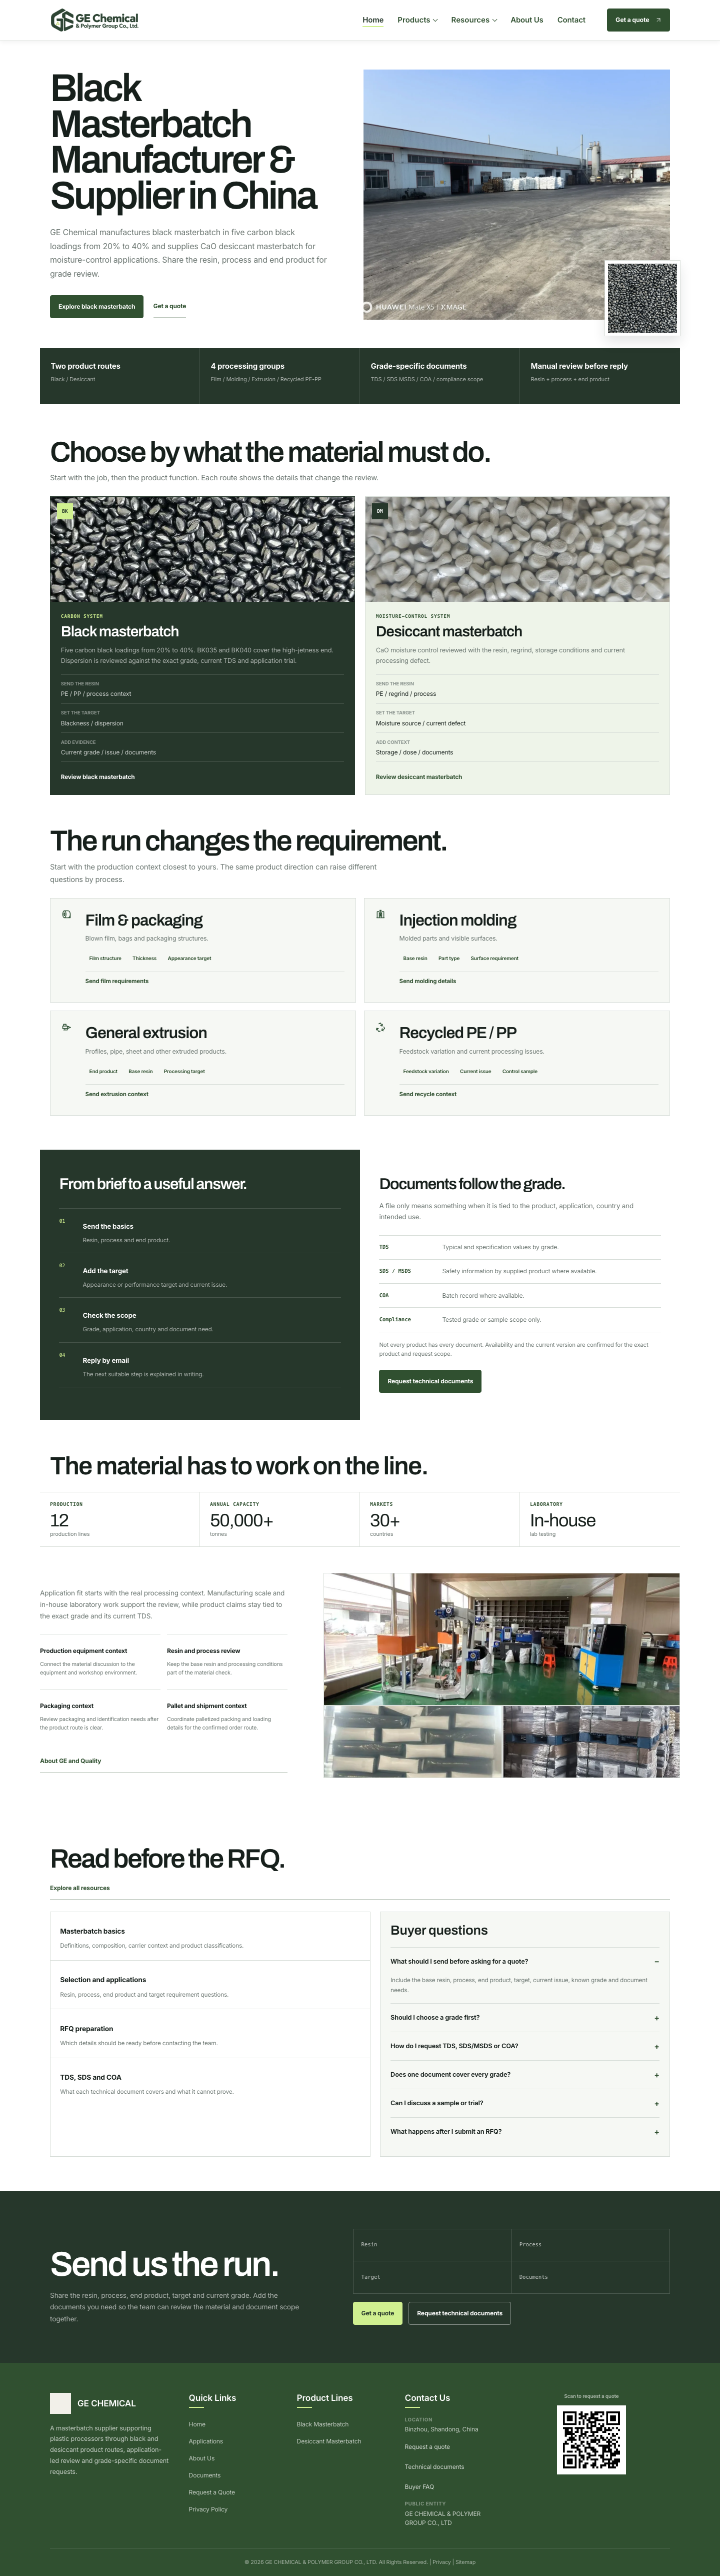 GE Chemical
& Polymer Group Co., Ltd.
Home
Products
Resources
About Us
Contact
Get a quote
Black
Masterbatch
Manufacturer &
Supplier in China
GE Chemical manufactures black masterbatch in five carbon black
loadings from 20% to 40% and supplies CaO desiccant masterbatch for
moisture-control applications. Share the resin, process and end product for
grade review.
Explore black masterbatch
Get a quote
HUAWEI Mate X5 | XMAGE
Two product routes
Black / Desiccant
4 processing groups
Film / Molding / Extrusion / Recycled PE-PP
Grade-specific documents
TDS / SDS MSDS / COA / compliance scope
Manual review before reply
Resin + process + end product
Choose by what the material must do.
Start with the job, then the product function. Each route shows the details that change the review.
BK
CARBON SYSTEM
Black masterbatch
Five carbon black loadings from 20% to 40%. BK035 and BK040 cover the high-jetness end.
Dispersion is reviewed against the exact grade, current TDS and application trial.
SEND THE RESIN
PE / PP / process context
SET THE TARGET
Blackness / dispersion
ADD EVIDENCE
Current grade / issue / documents
Review black masterbatch
DM
MOISTURE-CONTROL SYSTEM
Desiccant masterbatch
CaO moisture control reviewed with the resin, regrind, storage conditions and current
processing defect.
SEND THE RESIN
PE / regrind / process
SET THE TARGET
Moisture source / current defect
ADD CONTEXT
Storage / dose / documents
Review desiccant masterbatch
The run changes the requirement.
Start with the production context closest to yours. The same product direction can raise different
questions by process.
Film & packaging
Blown film, bags and packaging structures.
Film structure
Thickness
Appearance target
Send film requirements
Injection molding
Molded parts and visible surfaces.
Base resin
Part type
Surface requirement
Send molding details
General extrusion
Profiles, pipe, sheet and other extruded products.
End product
Base resin
Processing target
Send extrusion context
Recycled PE / PP
Feedstock variation and current processing issues.
Feedstock variation
Current issue
Control sample
Send recycle context
From brief to a useful answer.
01
Send the basics
Resin, process and end product.
02
Add the target
Appearance or performance target and current issue.
03
Check the scope
Grade, application, country and document need.
04
Reply by email
The next suitable step is explained in writing.
Documents follow the grade.
A file only means something when it is tied to the product, application, country and
intended use.
TDS
Typical and specification values by grade.
SDS / MSDS
Safety information by supplied product where available.
COA
Batch record where available.
Compliance
Tested grade or sample scope only.
Not every product has every document. Availability and the current version are confirmed for the exact
product and request scope.
Request technical documents
The material has to work on the line.
PRODUCTION
12
production lines
ANNUAL CAPACITY
50,000+
tonnes
MARKETS
30+
countries
LABORATORY
In-house
lab testing
Application fit starts with the real processing context. Manufacturing scale and
in-house laboratory work support the review, while product claims stay tied to
the exact grade and its current TDS.
Production equipment context
Connect the material discussion to the
equipment and workshop environment.
Resin and process review
Keep the base resin and processing conditions
part of the material check.
Packaging context
Review packaging and identification needs after
the product route is clear.
Pallet and shipment context
Coordinate palletized packing and loading
details for the confirmed order route.
About GE and Quality
Read before the RFQ.
Explore all resources
Masterbatch basics
Definitions, composition, carrier context and product classifications.
Selection and applications
Resin, process, end product and target requirement questions.
RFQ preparation
Which details should be ready before contacting the team.
TDS, SDS and COA
What each technical document covers and what it cannot prove.
Buyer questions
What should I send before asking for a quote?
Include the base resin, process, end product, target, current issue, known grade and document
needs.
Should I choose a grade first?
How do I request TDS, SDS/MSDS or COA?
Does one document cover every grade?
Can I discuss a sample or trial?
What happens after I submit an RFQ?
Send us the run.
Share the resin, process, end product, target and current grade. Add the
documents you need so the team can review the material and document scope
together.
Resin
Process
Target
Documents
Get a quote
Request technical documents
GE CHEMICAL
A masterbatch supplier supporting
plastic processors through black and
desiccant product routes, application-
led review and grade-specific document
requests.
Quick Links
Home
Applications
About Us
Documents
Request a Quote
Privacy Policy
Product Lines
Black Masterbatch
Desiccant Masterbatch
Contact Us
LOCATION
Binzhou, Shandong, China
Request a quote
Technical documents
Buyer FAQ
PUBLIC ENTITY
GE CHEMICAL & POLYMER
GROUP CO., LTD
Scan to request a quote
© 2026 GE CHEMICAL & POLYMER GROUP CO., LTD. All Rights Reserved. | Privacy | Sitemap